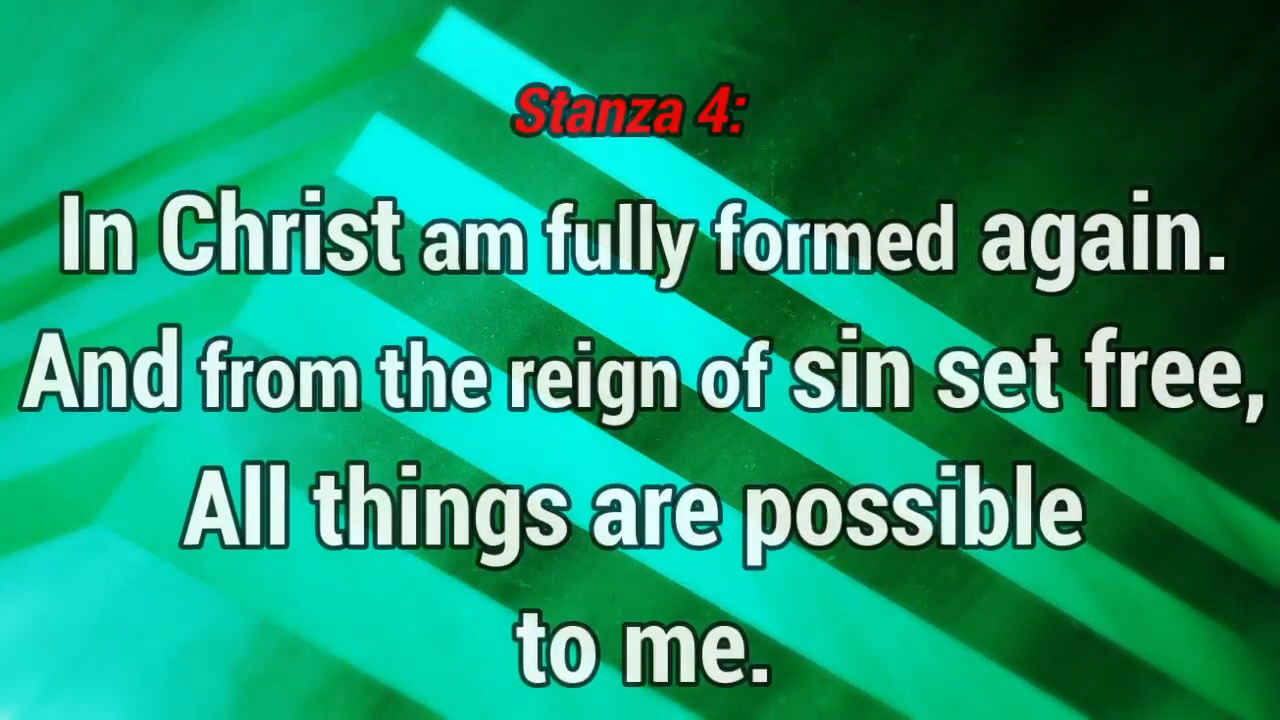 Stanza 4:
In Christ am fully formed again.
And from the reign of sin set free,
All things are possible
to me.